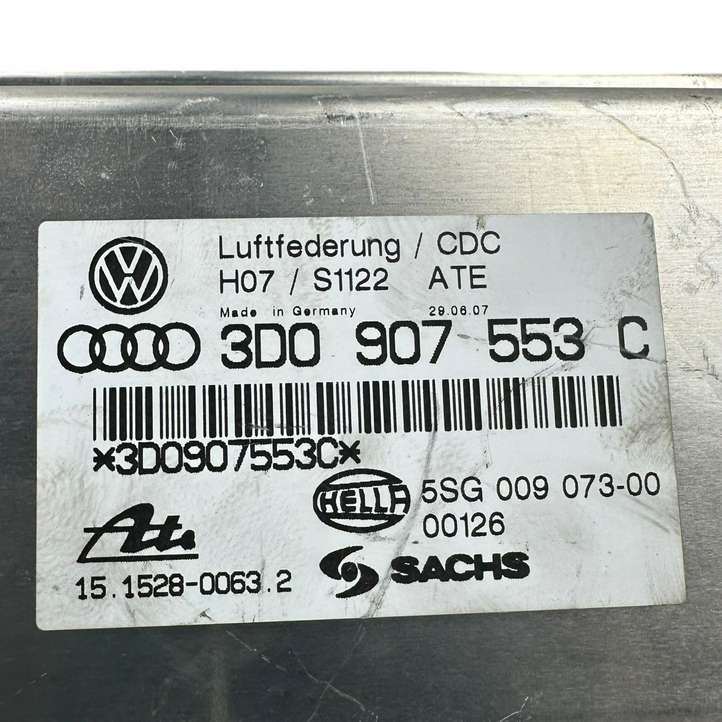 Luftfederung / CDC
H07 / S1122 ATE
Made in Germany 29.06.07
3D0 907 553 C
*3D0907553C*
HELLA 5SG 009 073-00
00126
Ate
15.1528-0063.2
SACHS